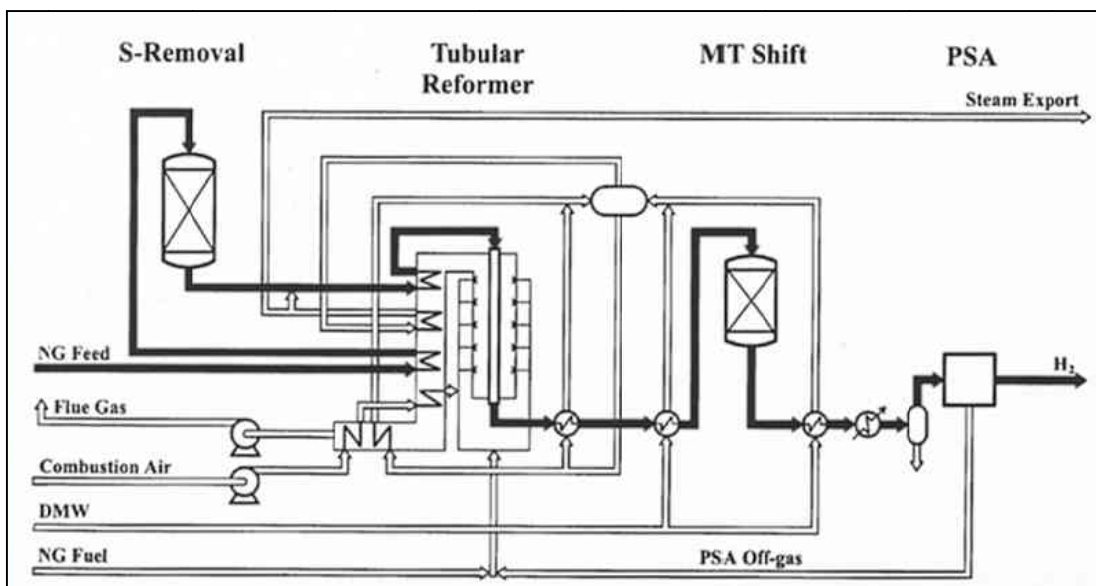 S-Removal
Tubular
Reformer
MT Shift
PSA
Steam Export
NG Feed
H₂
Flue Gas
Combustion Air
DMW
NG Fuel
PSA Off-gas